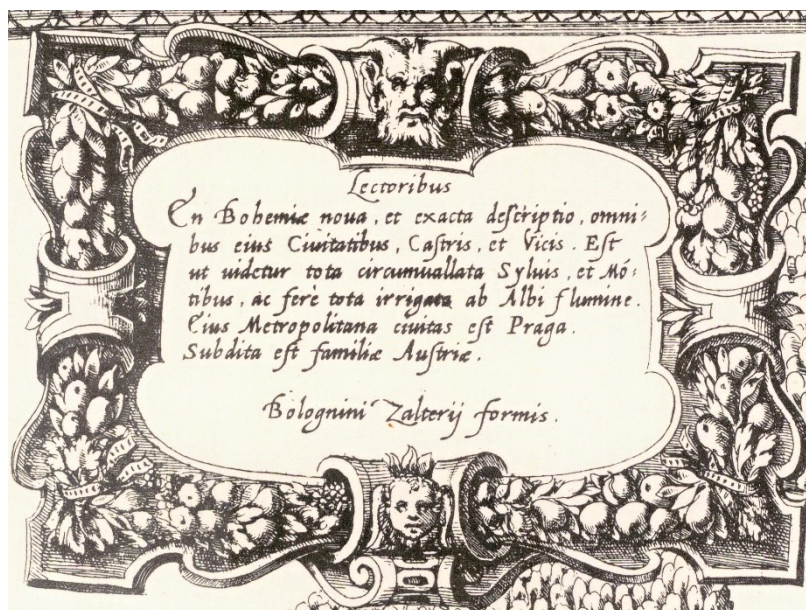 Lectoribus
En Bohemiæ noua, et exacta descriptio, omni⸗
bus eius Ciuitatibus, Castris, et Vicis. Est
ut uidetur tota circumuallata Syluis, et Mó⸗
tibus, ac ferè tota irrigata ab Albi flumine.
Eius Metropolitana ciuitas est Praga.
Subdita est familiæ Austriæ.
Bolognini Zalterij formis.